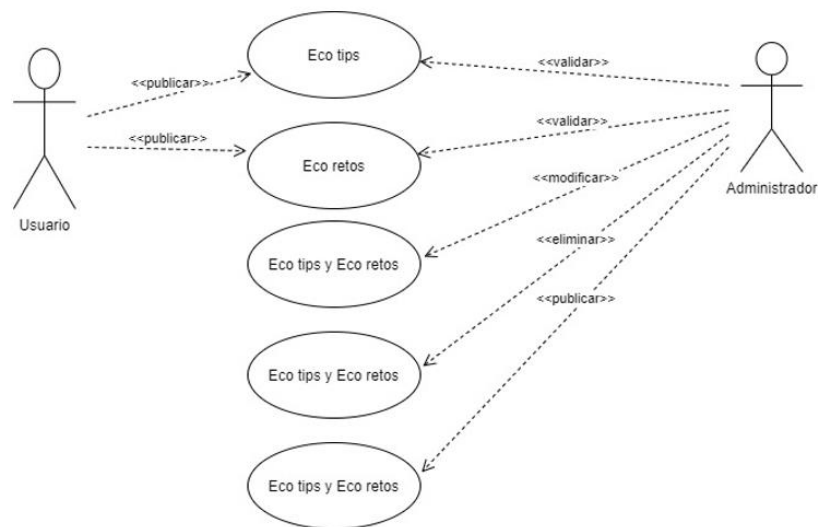 Eco tips
<<validar>>
<<publicar>>
<<validar>>
<<publicar>>
Eco retos
<<modificar>>
Administrador
Usuario
<<eliminar>>
Eco tips y Eco retos
<<publicar>>
Eco tips y Eco retos
Eco tips y Eco retos